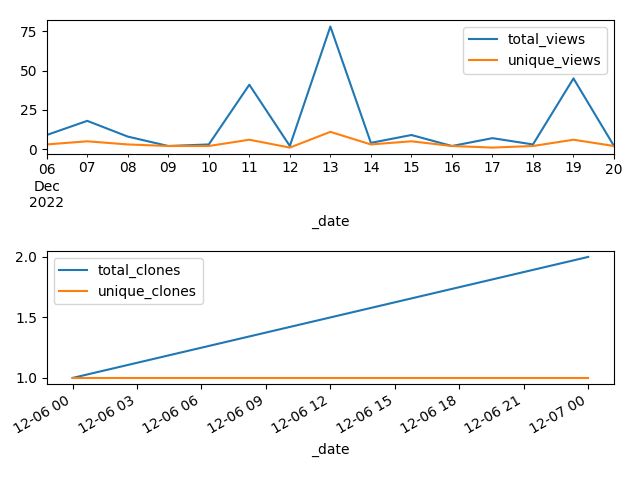 75
50
25
0
total_views
unique_views
06 07 08 09 10 11 12 13 14 15 16 17 18 19 20
Dec
2022
_date
2.0
1.5
1.0
total_clones
unique_clones
12-06 00 12-06 03 12-06 06 12-06 09 12-06 12 12-06 15 12-06 18 12-06 21 12-07 00
_date